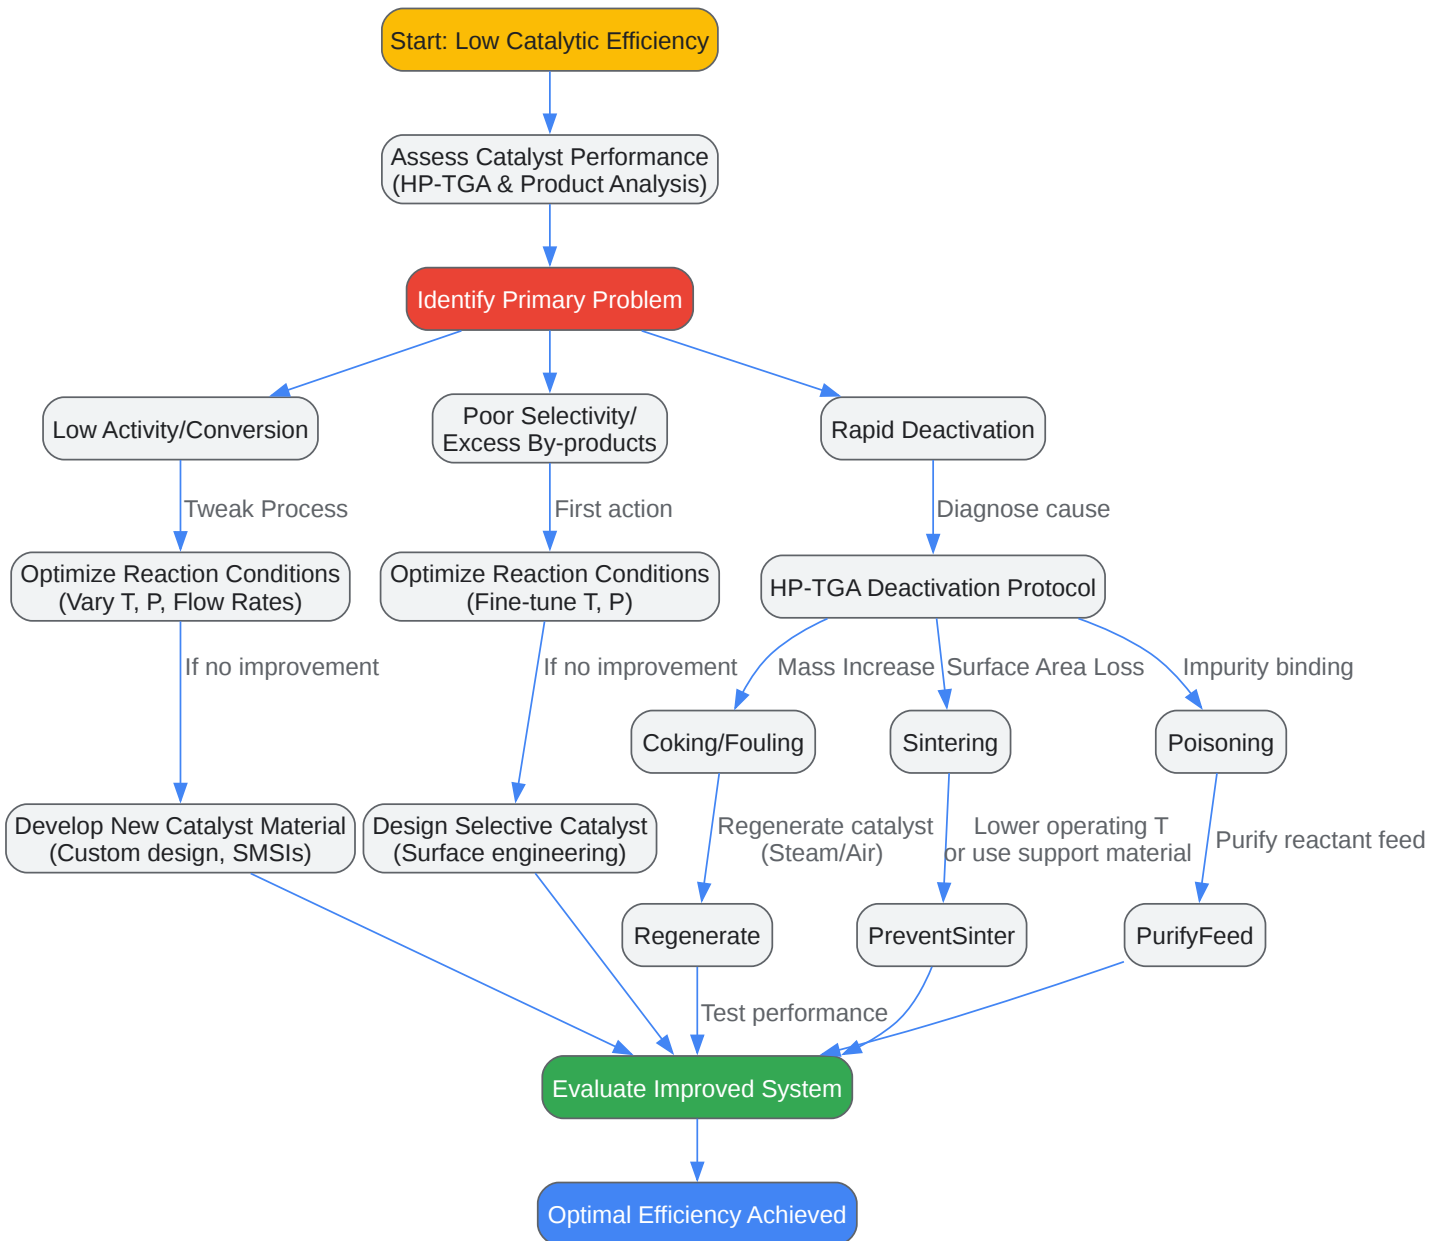 Start: Low Catalytic Efficiency
Assess Catalyst Performance
(HP-TGA & Product Analysis)
Identify Primary Problem
Low Activity/Conversion
Poor Selectivity/
Excess By-products
Rapid Deactivation
Tweak Process
First action
Diagnose cause
Optimize Reaction Conditions
(Vary T, P, Flow Rates)
Optimize Reaction Conditions
(Fine-tune T, P)
HP-TGA Deactivation Protocol
If no improvement
If no improvement
Mass Increase
Surface Area Loss
Impurity binding
Coking/Fouling
Sintering
Poisoning
Develop New Catalyst Material
(Custom design, SMSIs)
Design Selective Catalyst
(Surface engineering)
Regenerate catalyst
(Steam/Air)
Lower operating T
or use support material
Purify reactant feed
Regenerate
PreventSinter
PurifyFeed
Test performance
Evaluate Improved System
Optimal Efficiency Achieved